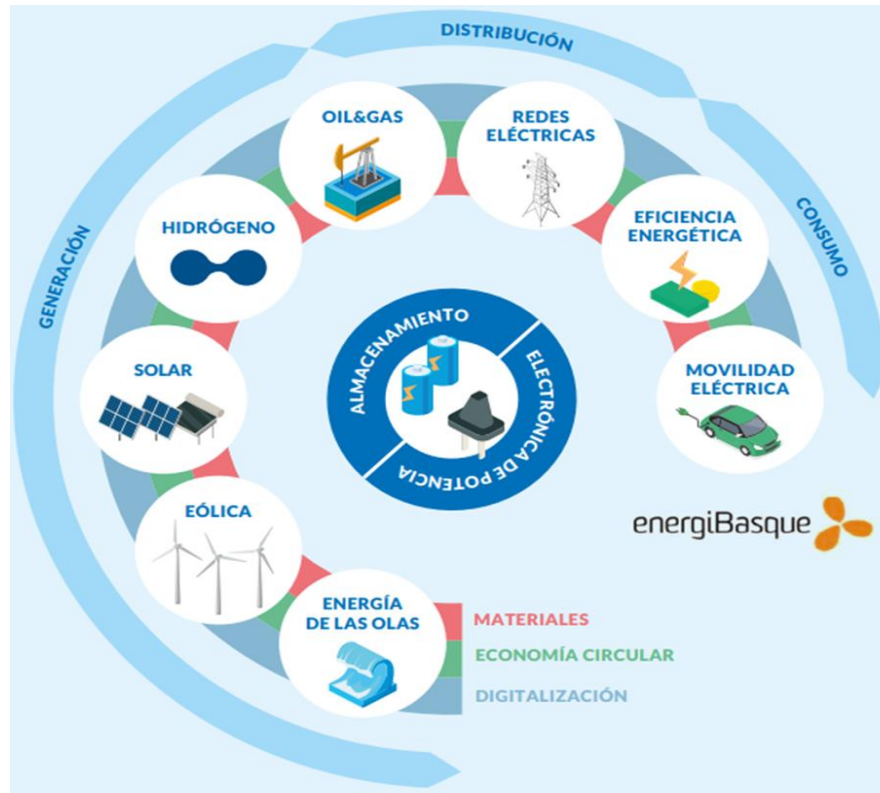 DISTRIBUCIÓN
GENERACIÓN
CONSUMO
OIL&GAS
REDES
ELÉCTRICAS
HIDRÓGENO
EFICIENCIA
ENERGÉTICA
SOLAR
ALMACENAMIENTO
ELECTRÓNICA DE POTENCIA
MOVILIDAD
ELÉCTRICA
EÓLICA
energiBasque
ENERGÍA
DE LAS OLAS
MATERIALES
ECONOMÍA CIRCULAR
DIGITALIZACIÓN